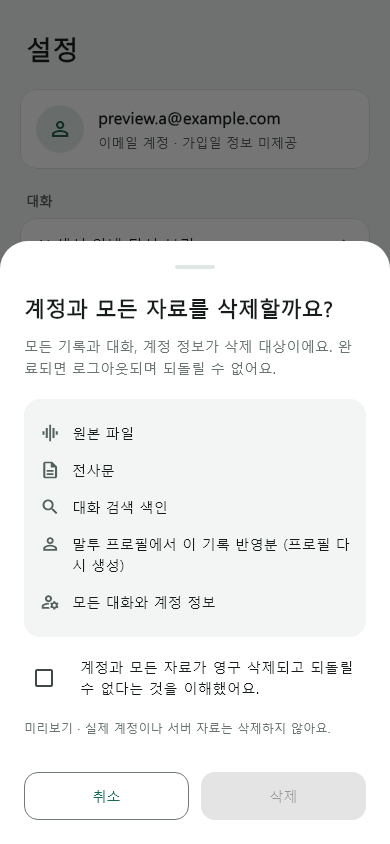 설정
preview.a@example.com
이메일 계정 · 가입일 정보 미제공
대화
계정과 모든 자료를 삭제할까요?
모든 기록과 대화, 계정 정보가 삭제 대상이에요. 완
료되면 로그아웃되며 되돌릴 수 없어요.
원본 파일
전사문
대화 검색 색인
말투 프로필에서 이 기록 반영분 (프로필 다
시 생성)
모든 대화와 계정 정보
계정과 모든 자료가 영구 삭제되고 되돌릴
수 없다는 것을 이해했어요.
미리보기 · 실제 계정이나 서버 자료는 삭제하지 않아요.
취소
삭제